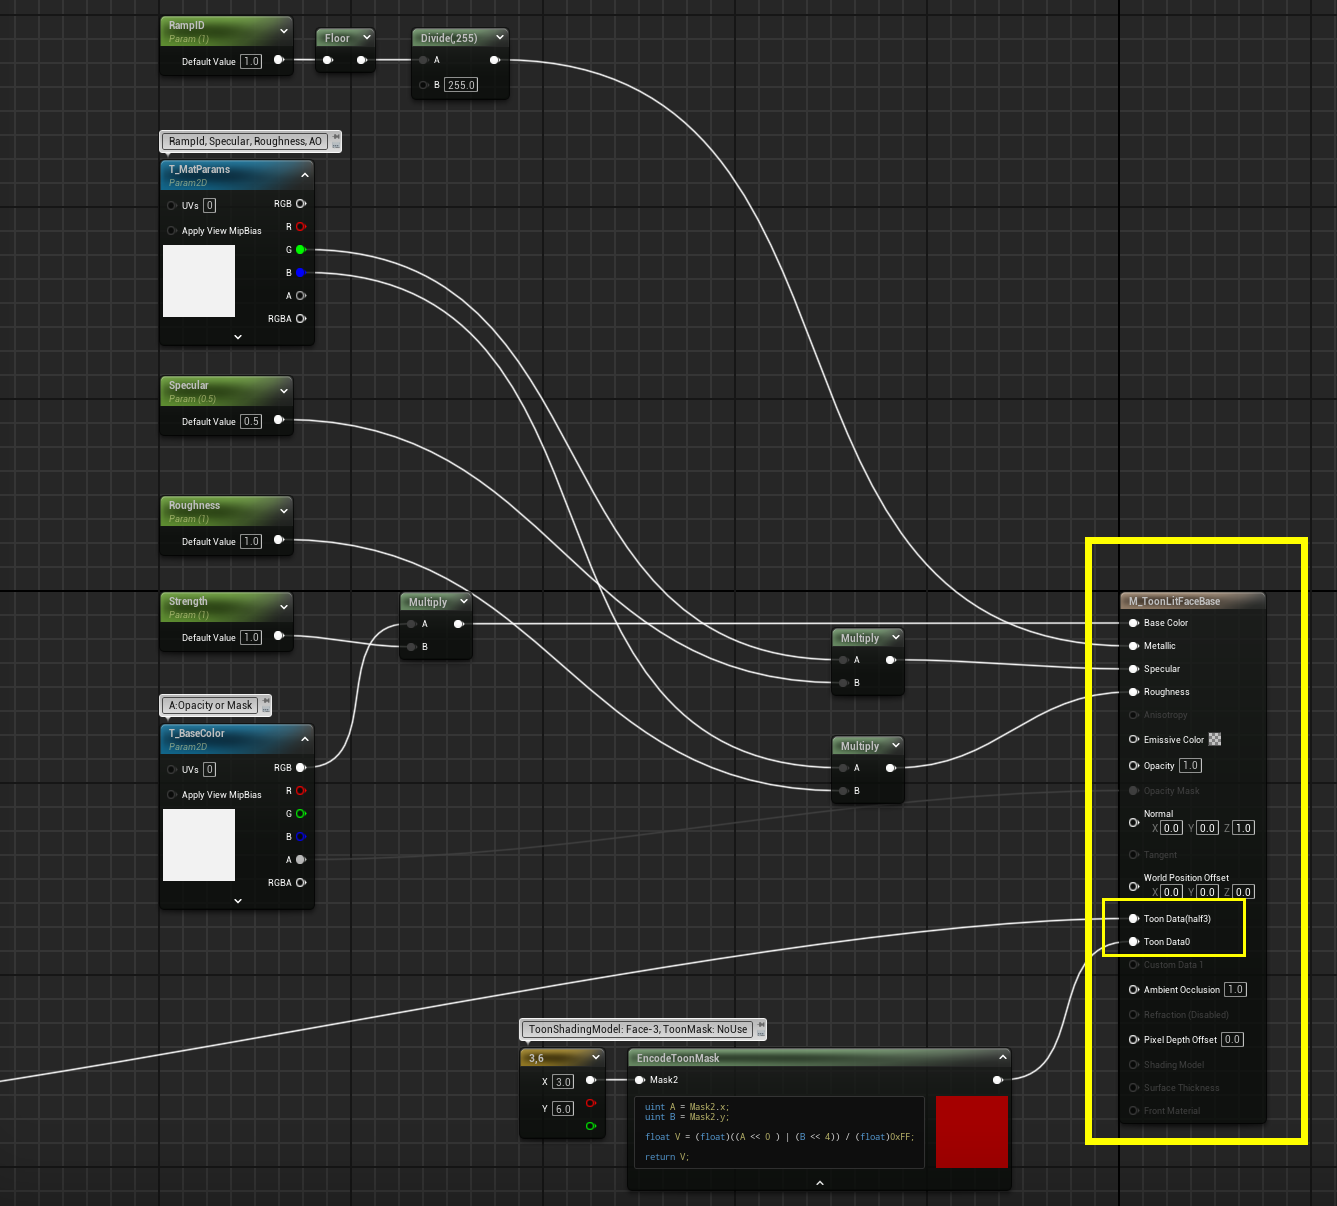 RampID
Param (1)
Default Value 1.0
Floor
Divide(,255)
A
B 255.0
RampId, Specular, Roughness, AO
T_MatParams
Param2D
UVs 0
Apply View MipBias
RGB
R
G
B
A
RGBA
Specular
Param (0.5)
Default Value 0.5
Roughness
Param (1)
Default Value 1.0
Strength
Param (1)
Default Value 1.0
Multiply
A
B
A:Opacity or Mask
T_BaseColor
Param2D
UVs 0
Apply View MipBias
RGB
R
G
B
A
RGBA
Multiply
A
B
Multiply
A
B
ToonShadingModel: Face-3, ToonMask: NoUse
3,6
X 3.0
Y 6.0
EncodeToonMask
Mask2
uint A = Mask2.x;
uint B = Mask2.y;
float V = (float)((A << 0 ) | (B << 4)) / (float)0xFF;
return V;
M_ToonLitFaceBase
Base Color
Metallic
Specular
Roughness
Anisotropy
Emissive Color
Opacity 1.0
Opacity Mask
Normal
X 0.0 Y 0.0 Z 1.0
Tangent
World Position Offset
X 0.0 Y 0.0 Z 0.0
Toon Data(half3)
Toon Data0
Custom Data 1
Ambient Occlusion 1.0
Refraction (Disabled)
Pixel Depth Offset 0.0
Shading Model
Surface Thickness
Front Material